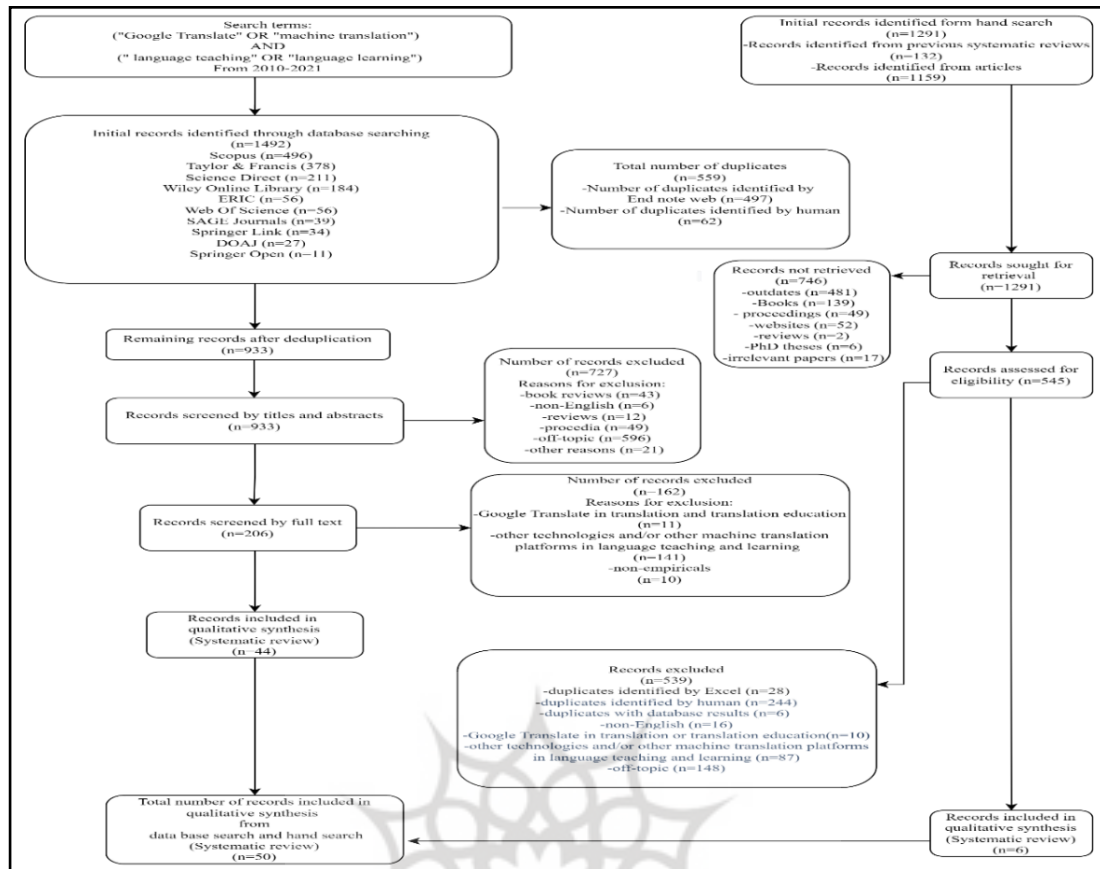 Search terms:
("Google Translate" OR "machine translation")
AND
(" language teaching" OR "language learning")
From 2010-2021
Initial records identified form hand search
(n=1291)
-Records identified from previous systematic reviews
(n=132)
-Records identified from articles
(n=1159)
Initial records identified through database searching
(n=1492)
Scopus (n=496)
Taylor & Francis (378)
Science Direct (n=211)
Wiley Online Library (n=184)
ERIC (n=56)
Web Of Science (n=56)
SAGE Journals (n=39)
Springer Link (n=34)
DOAJ (n=27)
Springer Open (n=11)
Total number of duplicates
(n=559)
-Number of duplicates identified by
End note web (n=497)
-Number of duplicates identified by human
(n=62)
Records not retrieved
(n=746)
-outdates (n=481)
-Books (n=139)
- proceedings (n=49)
-websites (n=52)
-reviews (n=2)
-PhD theses (n=6)
-irrelevant papers (n=17)
Records sought for
retrieval
(n=1291)
Remaining records after deduplication
(n=933)
Number of records excluded
(n=727)
Reasons for exclusion:
-book reviews (n=43)
-non-English (n=6)
-reviews (n=12)
-procedia (n=49)
-off-topic (n=596)
-other reasons (n=21)
Records assessed for
eligibility (n=545)
Records screened by titles and abstracts
(n=933)
Number of records excluded
(n=162)
Reasons for exclusion:
-Google Translate in translation and translation education
(n=11)
-other technologies and/or other machine translation
platforms in language teaching and learning
(n=141)
-non-empiricals
(n=10)
Records screened by full text
(n=206)
Records included in
qualitative synthesis
(Systematic review)
(n=44)
Records excluded
(n=539)
-duplicates identified by Excel (n=28)
-duplicates identified by human (n=244)
-duplicates with database results (n=6)
-non-English (n=16)
-Google Translate in translation or translation education(n=10)
-other technologies and/or other machine translation platforms
in language teaching and learning (n=87)
-off-topic (n=148)
Total number of records included in
qualitative synthesis
from
data base search and hand search
(Systematic review)
(n=50)
Records included in
qualitative synthesis
(Systematic review)
(n=6)